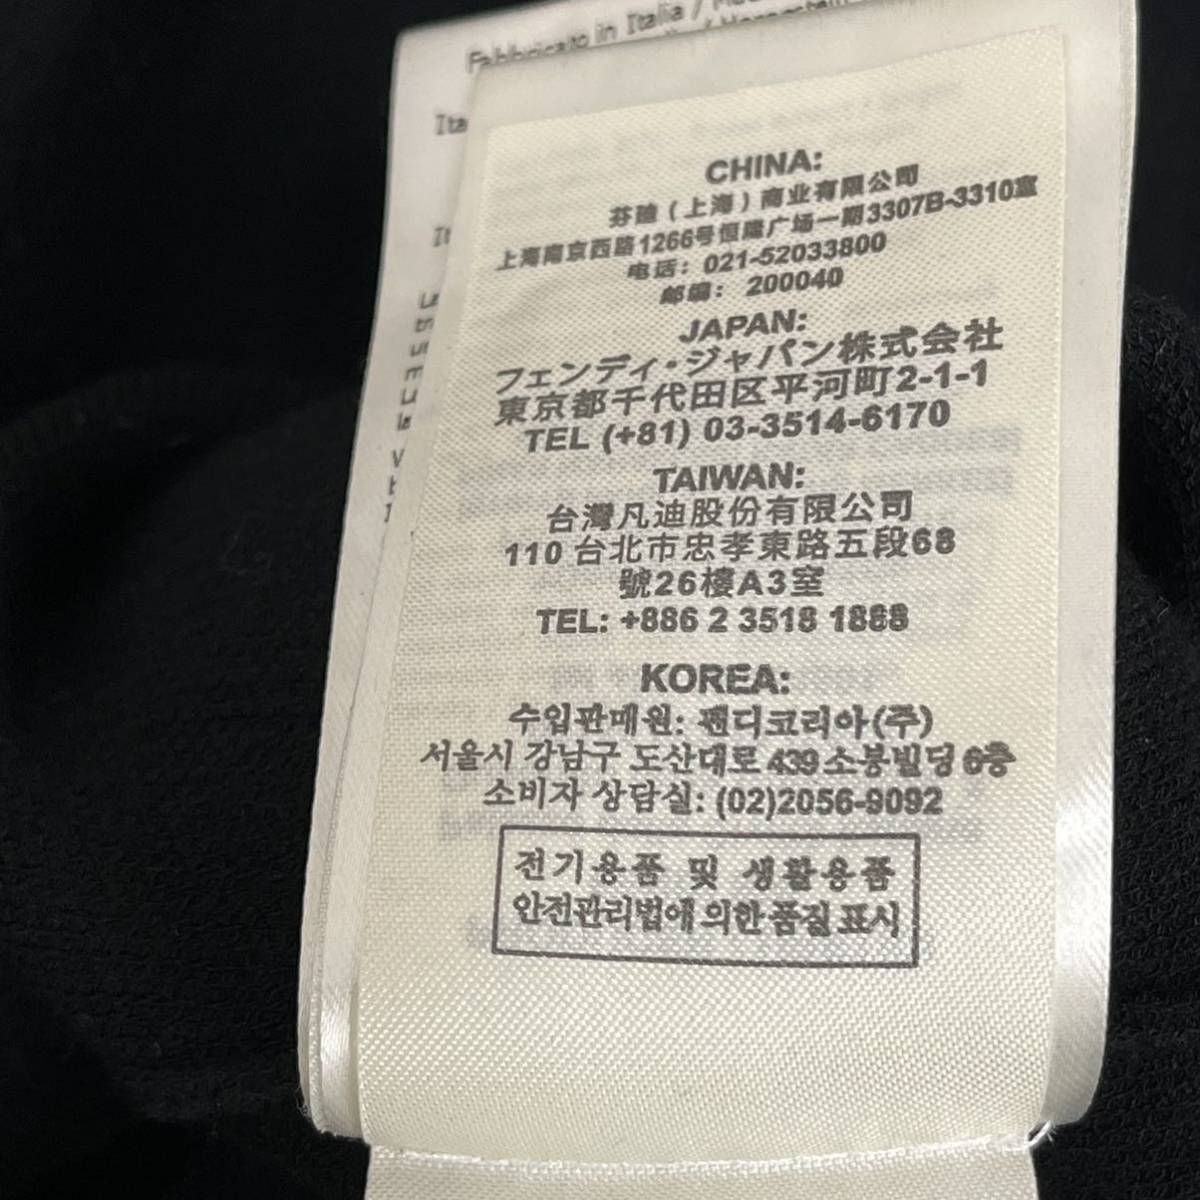 Fabbricato in Italia /
Ita
It
CHINA:
芬迪（上海）商业有限公司
上海南京西路1266号恒隆广场一期3307B-3310室
电话：021-52033800
邮编：200040
JAPAN:
フェンディ・ジャパン株式会社
東京都千代田区平河町2-1-1
TEL (+81) 03-3514-6170
TAIWAN:
台灣凡迪股份有限公司
110 台北市忠孝東路五段68
號26樓A3室
TEL: +886 2 3518 1888
KOREA:
수입판매원: 펜디코리아(주)
서울시 강남구 도산대로 439 소봉빌딩 6층
소비자 상담실: (02)2056-9092
전기용품 및 생활용품
안전관리법에 의한 품질표시